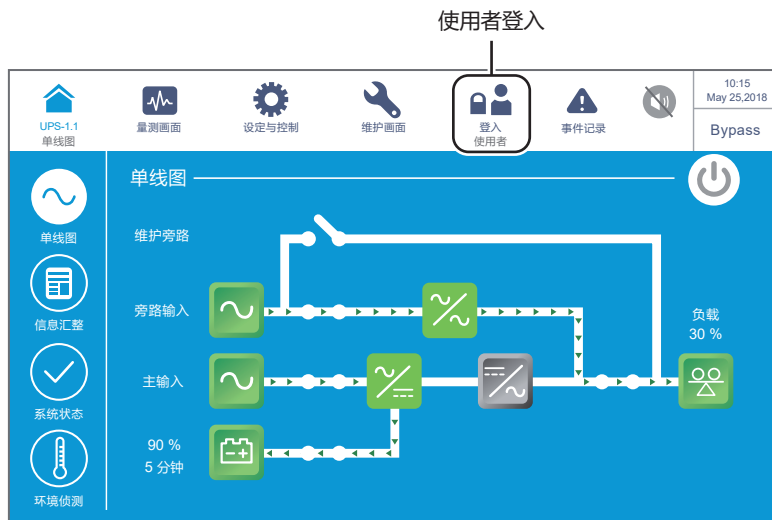 使用者登入
UPS-1.1
单线图
量测画面
设定与控制
维护画面
登入
使用者
事件记录
10:15
May 25,2018
Bypass
单线图
信息汇整
系统状态
环境侦测
单线图
维护旁路
旁路输入
主输入
90 %
5 分钟
负载
30 %